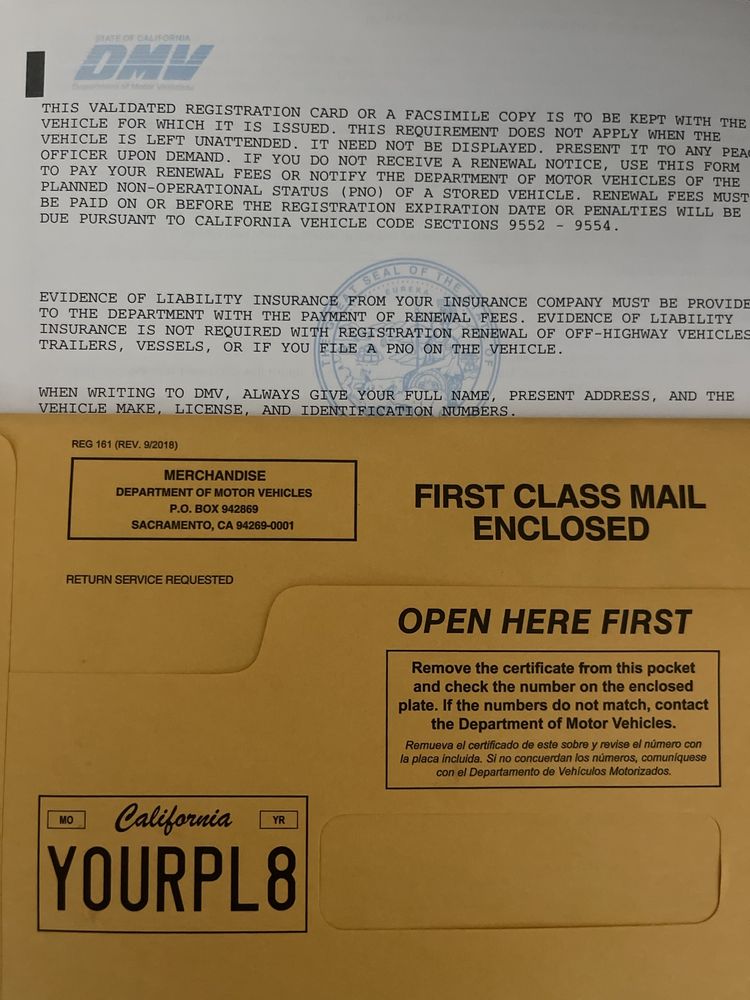 STATE OF CALIFORNIA
DMV
Department of Motor Vehicles
THIS VALIDATED REGISTRATION CARD OR A FACSIMILE COPY IS TO BE KEPT WITH THE
VEHICLE FOR WHICH IT IS ISSUED. THIS REQUIREMENT DOES NOT APPLY WHEN THE
VEHICLE IS LEFT UNATTENDED. IT NEED NOT BE DISPLAYED. PRESENT IT TO ANY PEAC
OFFICER UPON DEMAND. IF YOU DO NOT RECEIVE A RENEWAL NOTICE, USE THIS FORM
TO PAY YOUR RENEWAL FEES OR NOTIFY THE DEPARTMENT OF MOTOR VEHICLES OF THE
PLANNED NON-OPERATIONAL STATUS (PNO) OF A STORED VEHICLE. RENEWAL FEES MUST
BE PAID ON OR BEFORE THE REGISTRATION EXPIRATION DATE OR PENALTIES WILL BE
DUE PURSUANT TO CALIFORNIA VEHICLE CODE SECTIONS 9552 - 9554.
SEAL OF THE
EUREKA
EVIDENCE OF LIABILITY INSURANCE FROM YOUR INSURANCE COMPANY MUST BE PROVIDE
TO THE DEPARTMENT WITH THE PAYMENT OF RENEWAL FEES. EVIDENCE OF LIABILITY
INSURANCE IS NOT REQUIRED WITH REGISTRATION RENEWAL OF OFF-HIGHWAY VEHICLES
TRAILERS, VESSELS, OR IF YOU FILE A PNO ON THE VEHICLE.
WHEN WRITING TO DMV, ALWAYS GIVE YOUR FULL NAME, PRESENT ADDRESS, AND THE
VEHICLE MAKE, LICENSE, AND IDENTIFICATION NUMBERS.
REG 161 (REV. 9/2018)
MERCHANDISE
DEPARTMENT OF MOTOR VEHICLES
P.O. BOX 942869
SACRAMENTO, CA 94269-0001
FIRST CLASS MAIL
ENCLOSED
RETURN SERVICE REQUESTED
OPEN HERE FIRST
Remove the certificate from this pocket
and check the number on the enclosed
plate. If the numbers do not match, contact
the Department of Motor Vehicles.
Remueva el certificado de este sobre y revise el número con
la placa incluida. Si no concuerdan los números, comuníquese
con el Departamento de Vehículos Motorizados.
MO California YR
YOURPL8